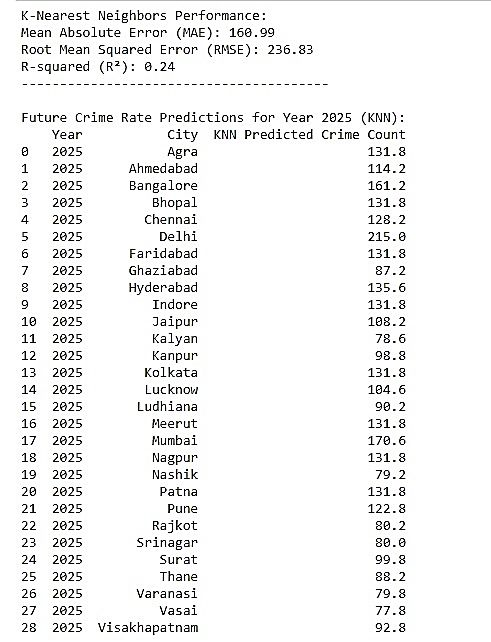 K-Nearest Neighbors Performance:
Mean Absolute Error (MAE): 160.99
Root Mean Squared Error (RMSE): 236.83
R-squared (R²): 0.24
----------------------------------------
Future Crime Rate Predictions for Year 2025 (KNN):
Year City KNN Predicted Crime Count
0 2025 Agra 131.8
1 2025 Ahmedabad 114.2
2 2025 Bangalore 161.2
3 2025 Bhopal 131.8
4 2025 Chennai 128.2
5 2025 Delhi 215.0
6 2025 Faridabad 131.8
7 2025 Ghaziabad 87.2
8 2025 Hyderabad 135.6
9 2025 Indore 131.8
10 2025 Jaipur 108.2
11 2025 Kalyan 78.6
12 2025 Kanpur 98.8
13 2025 Kolkata 131.8
14 2025 Lucknow 104.6
15 2025 Ludhiana 90.2
16 2025 Meerut 131.8
17 2025 Mumbai 170.6
18 2025 Nagpur 131.8
19 2025 Nashik 79.2
20 2025 Patna 131.8
21 2025 Pune 122.8
22 2025 Rajkot 80.2
23 2025 Srinagar 80.0
24 2025 Surat 99.8
25 2025 Thane 88.2
26 2025 Varanasi 79.8
27 2025 Vasai 77.8
28 2025 Visakhapatnam 92.8